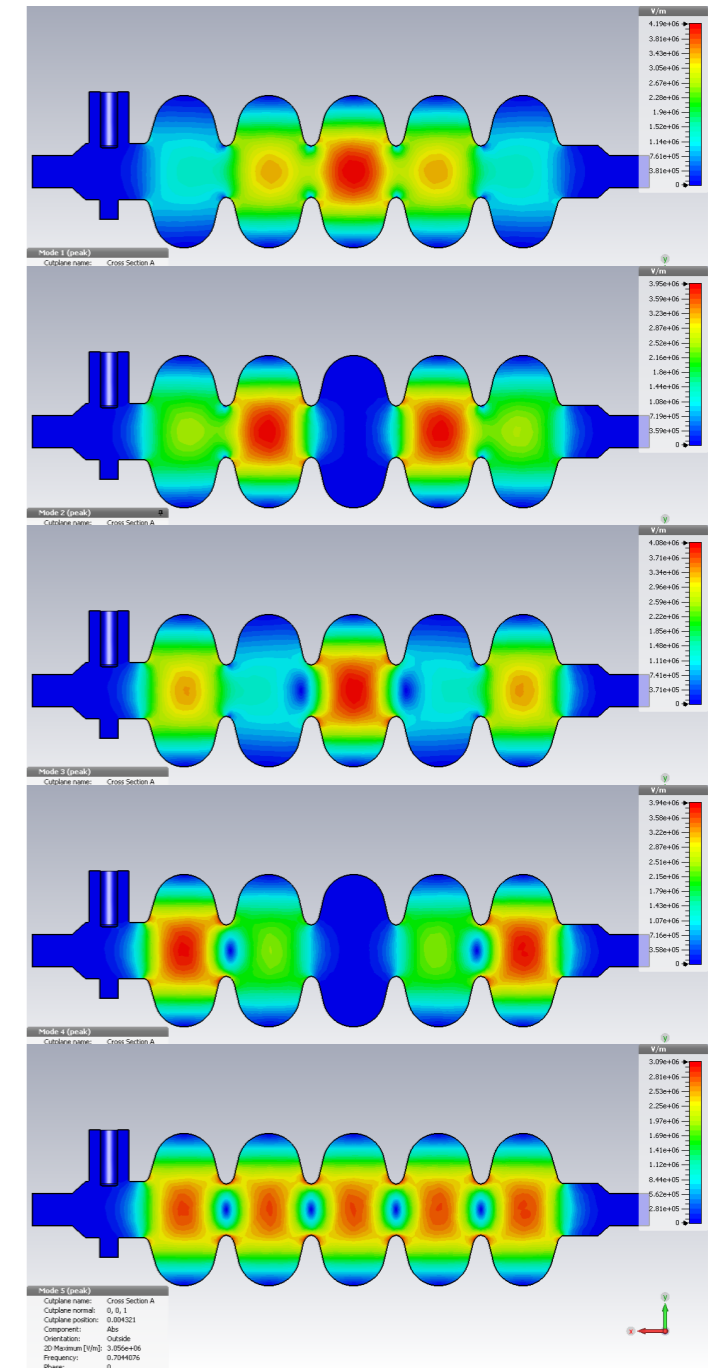 V/m
4.19e+06
3.81e+06
3.43e+06
3.05e+06
2.67e+06
2.28e+06
1.9e+06
1.52e+06
1.14e+06
7.61e+05
3.81e+05
0
Mode 1 (peak)
Cutplane name: Cross Section A
y
V/m
3.95e+06
3.59e+06
3.23e+06
2.87e+06
2.52e+06
2.16e+06
1.8e+06
1.44e+06
1.08e+06
7.19e+05
3.59e+05
0
Mode 2 (peak)
Cutplane name: Cross Section A
y
V/m
4.08e+06
3.71e+06
3.34e+06
2.96e+06
2.59e+06
2.22e+06
1.85e+06
1.48e+06
1.11e+06
7.41e+05
3.71e+05
0
Mode 3 (peak)
Cutplane name: Cross Section A
y
V/m
3.94e+06
3.58e+06
3.22e+06
2.87e+06
2.51e+06
2.15e+06
1.79e+06
1.43e+06
1.07e+06
7.16e+05
3.58e+05
0
Mode 4 (peak)
Cutplane name: Cross Section A
y
V/m
3.09e+06
2.81e+06
2.53e+06
2.25e+06
1.97e+06
1.69e+06
1.41e+06
1.12e+06
8.44e+05
5.62e+05
2.81e+05
0
Mode 5 (peak)
Cutplane name: Cross Section A
Cutplane normal: 0, 0, 1
Cutplane position: 0.004321
Component: Abs
Orientation: Outside
2D Maximum [V/m]: 3.056e+06
Frequency: 0.7044076
Phase: 0
y
x